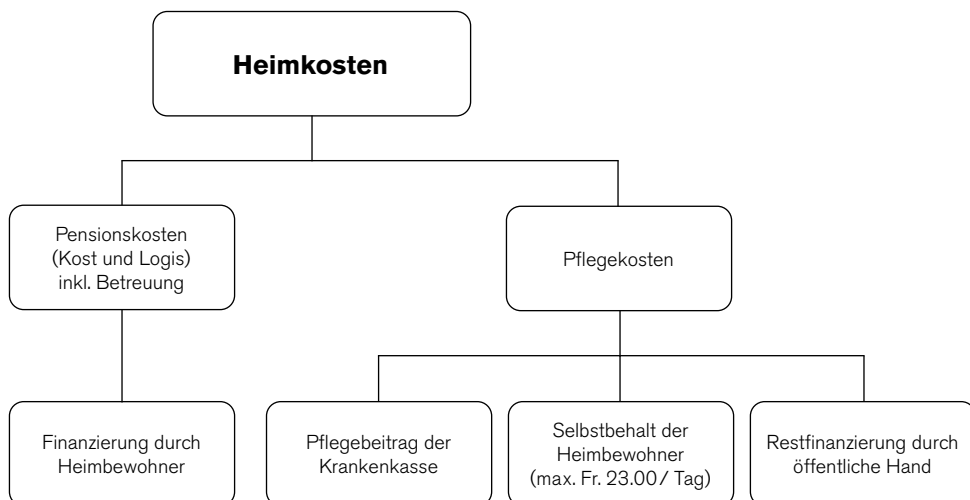 Heimkosten
Pensionskosten
(Kost und Logis)
inkl. Betreuung
Pflegekosten
Finanzierung durch
Heimbewohner
Pflegebeitrag der
Krankenkasse
Selbstbehalt der
Heimbewohner
(max. Fr. 23.00/ Tag)
Restfinanzierung durch
öffentliche Hand